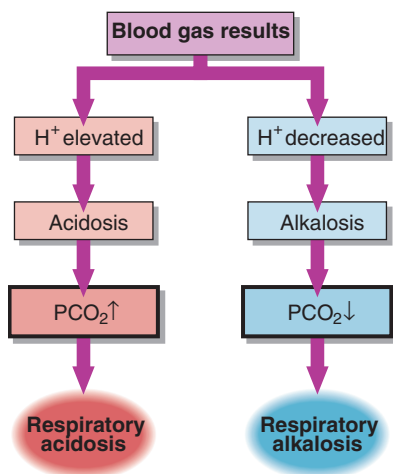 Blood gas results
H⁺ elevated
H⁺ decreased
Acidosis
Alkalosis
PCO₂↑
PCO₂↓
Respiratory
acidosis
Respiratory
alkalosis